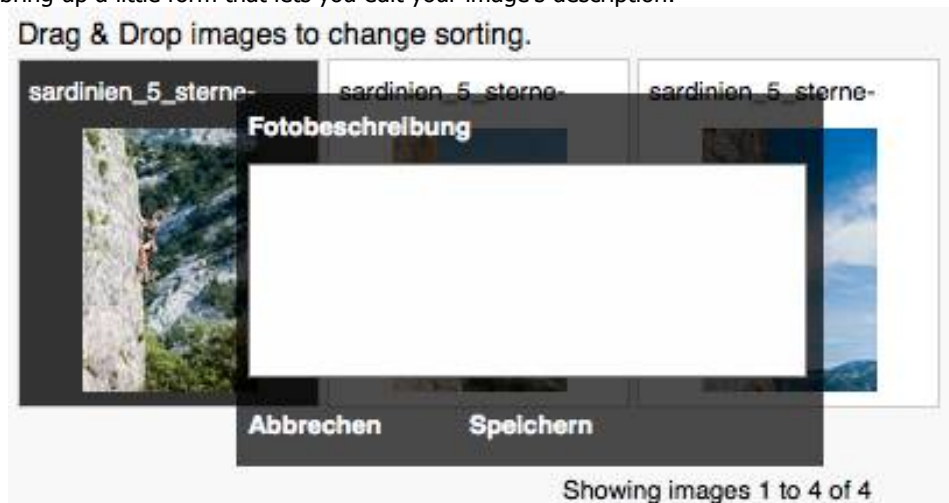 bring up a little form that lets you edit your image's description.
Drag & Drop images to change sorting.
sardinien_5_sterne- sardinien_5_sterne- sardinien_5_sterne-
Fotobeschreibung
Abbrechen Speichern
Showing images 1 to 4 of 4